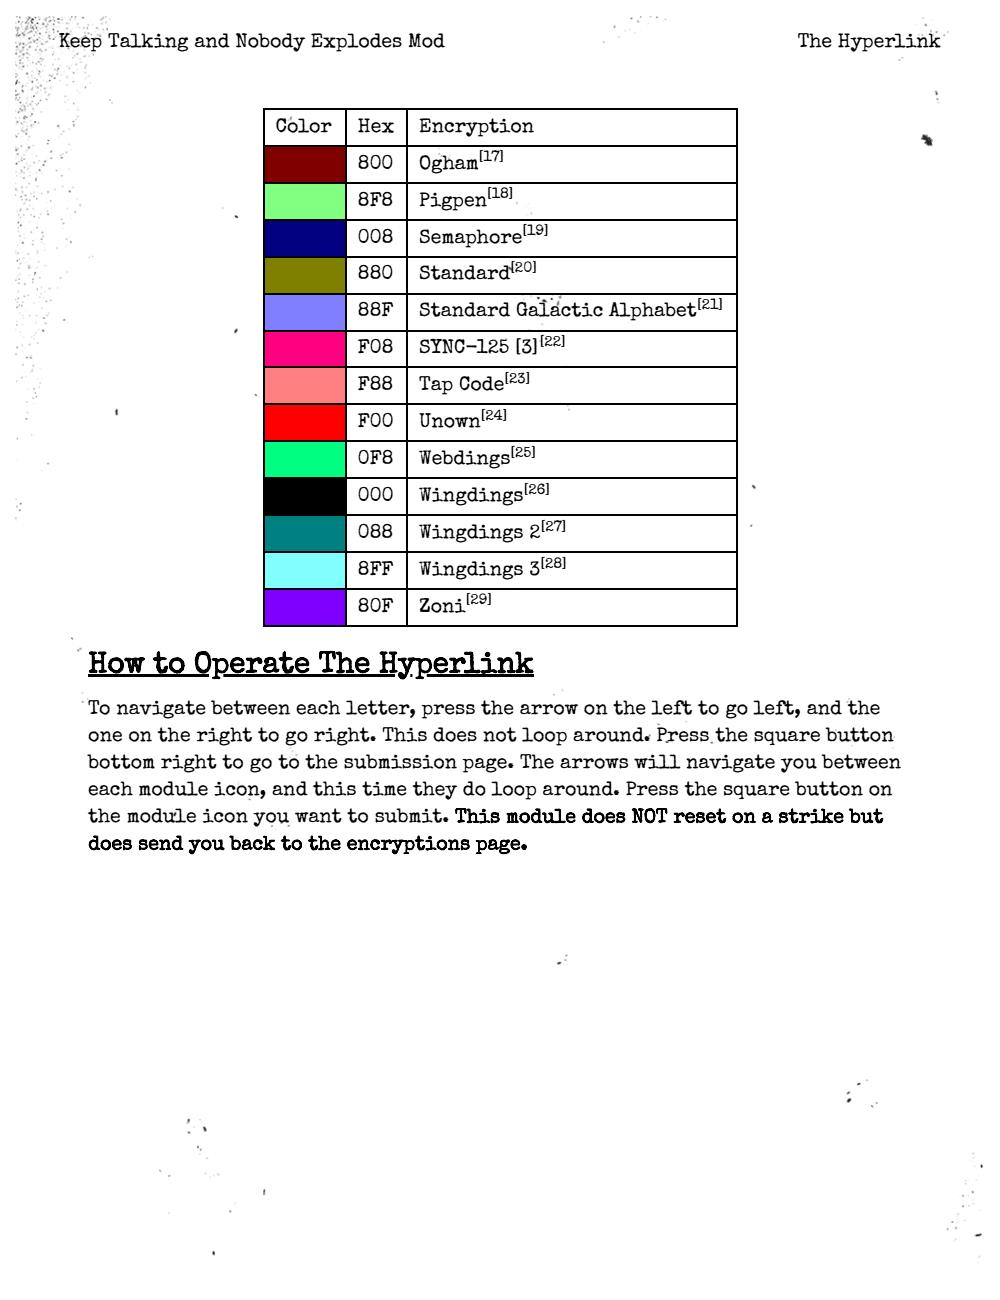 Keep Talking and Nobody Explodes Mod The Hyperlink
Color Hex Encryption
800 Ogham[17]
8F8 Pigpen[18]
008 Semaphore[19]
880 Standard[20]
88F Standard Galactic Alphabet[21]
F08 SYNC-125 [3][22]
F88 Tap Code[23]
F00 Unown[24]
0F8 Webdings[25]
000 Wingdings[26]
088 Wingdings 2[27]
8FF Wingdings 3[28]
80F Zoni[29]
How to Operate The Hyperlink
To navigate between each letter, press the arrow on the left to go left, and the
one on the right to go right. This does not loop around. Press the square button
bottom right to go to the submission page. The arrows will navigate you between
each module icon, and this time they do loop around. Press the square button on
the module icon you want to submit. This module does NOT reset on a strike but
does send you back to the encryptions page.